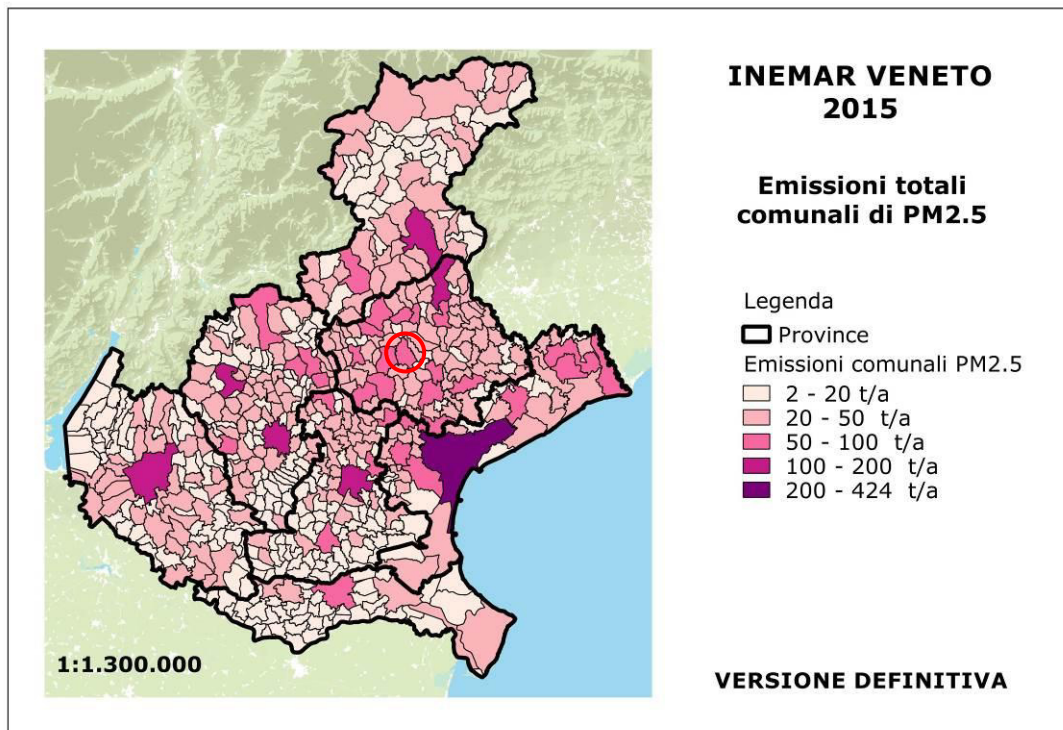 INEMAR VENETO
2015
Emissioni totali
comunali di PM2.5
Legenda
Province
Emissioni comunali PM2.5
2 - 20 t/a
20 - 50 t/a
50 - 100 t/a
100 - 200 t/a
200 - 424 t/a
1:1.300.000
VERSIONE DEFINITIVA